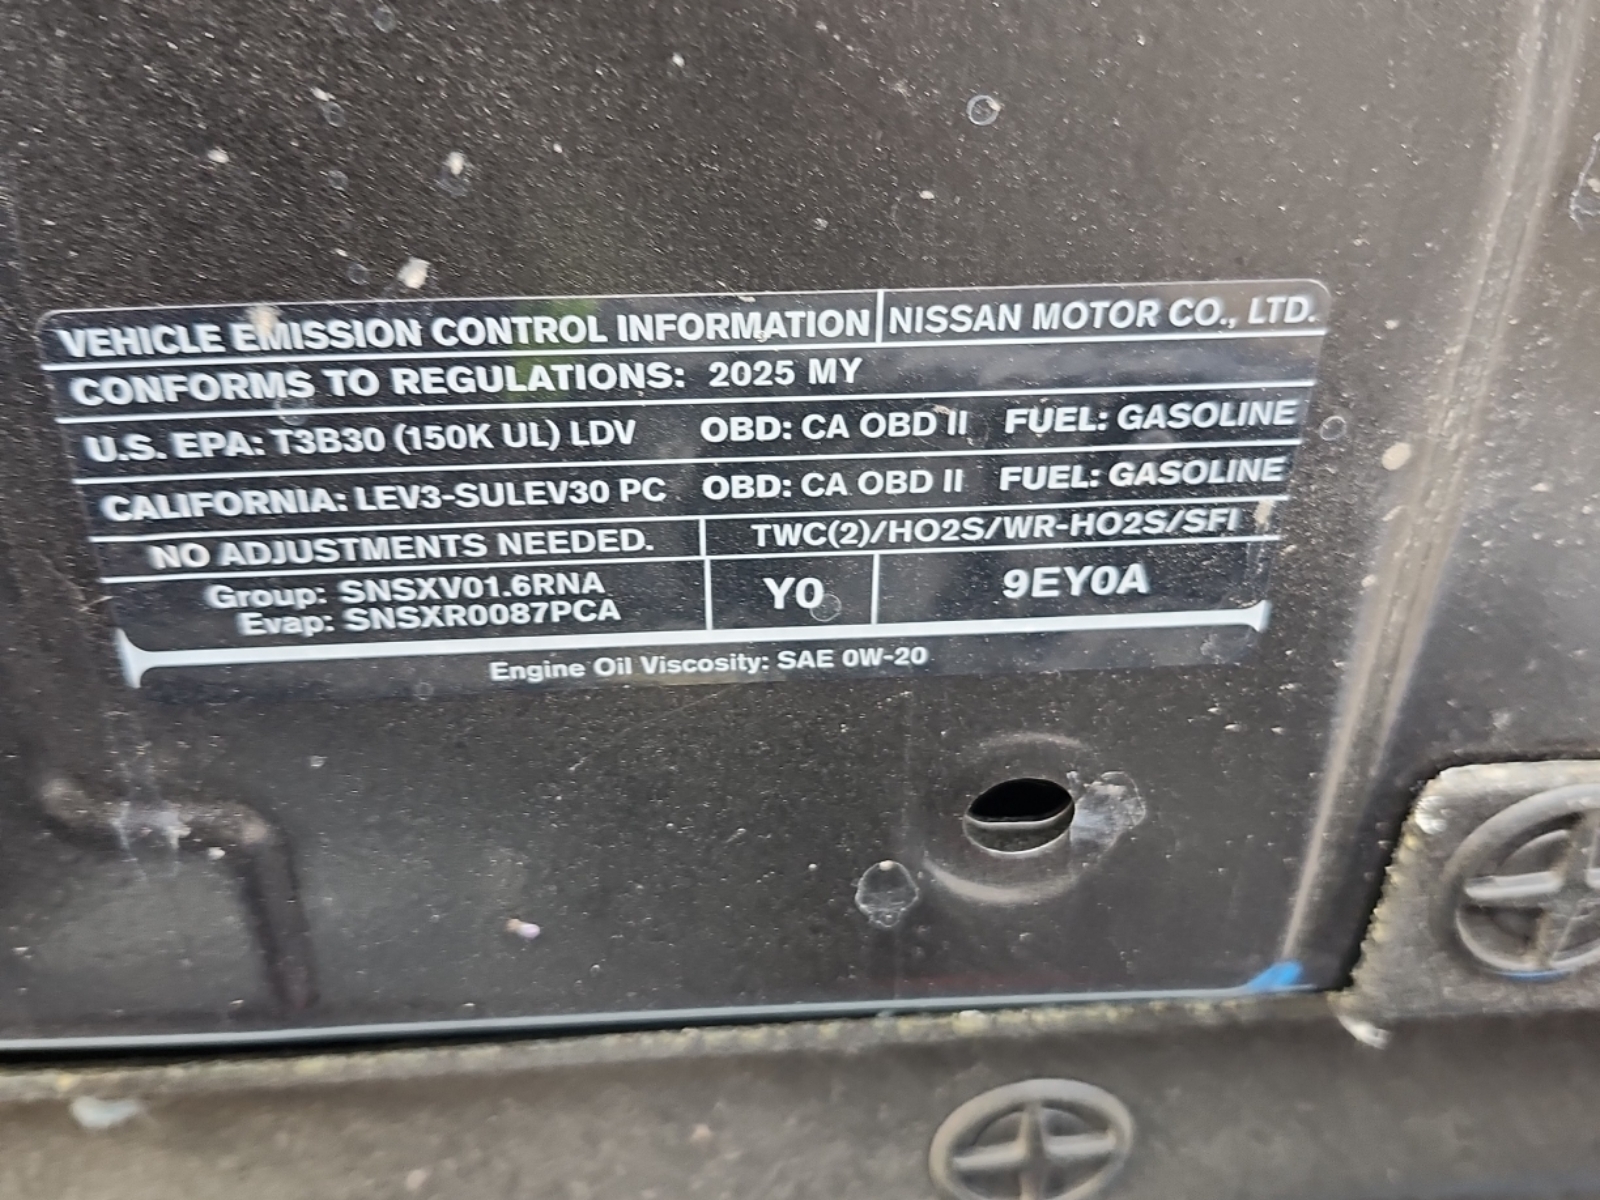 VEHICLE EMISSION CONTROL INFORMATION NISSAN MOTOR CO., LTD.
CONFORMS TO REGULATIONS: 2025 MY
U.S. EPA: T3B30 (150K UL) LDV OBD: CA OBD II FUEL: GASOLINE
CALIFORNIA: LEV3-SULEV30 PC OBD: CA OBD II FUEL: GASOLINE
NO ADJUSTMENTS NEEDED. TWC(2)/HO2S/WR-HO2S/SFI
Group: SNSXV01.6RNA
Evap: SNSXR0087PCA
Y0
9EY0A
Engine Oil Viscosity: SAE 0W-20